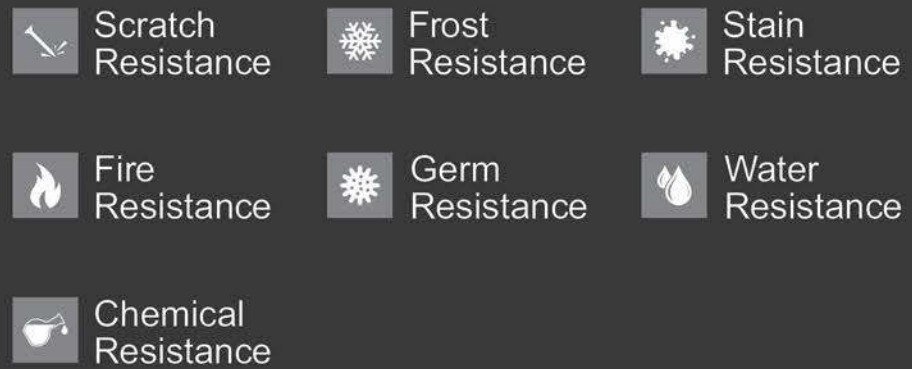 Scratch
Resistance
Frost
Resistance
Stain
Resistance
Fire
Resistance
Germ
Resistance
Water
Resistance
Chemical
Resistance